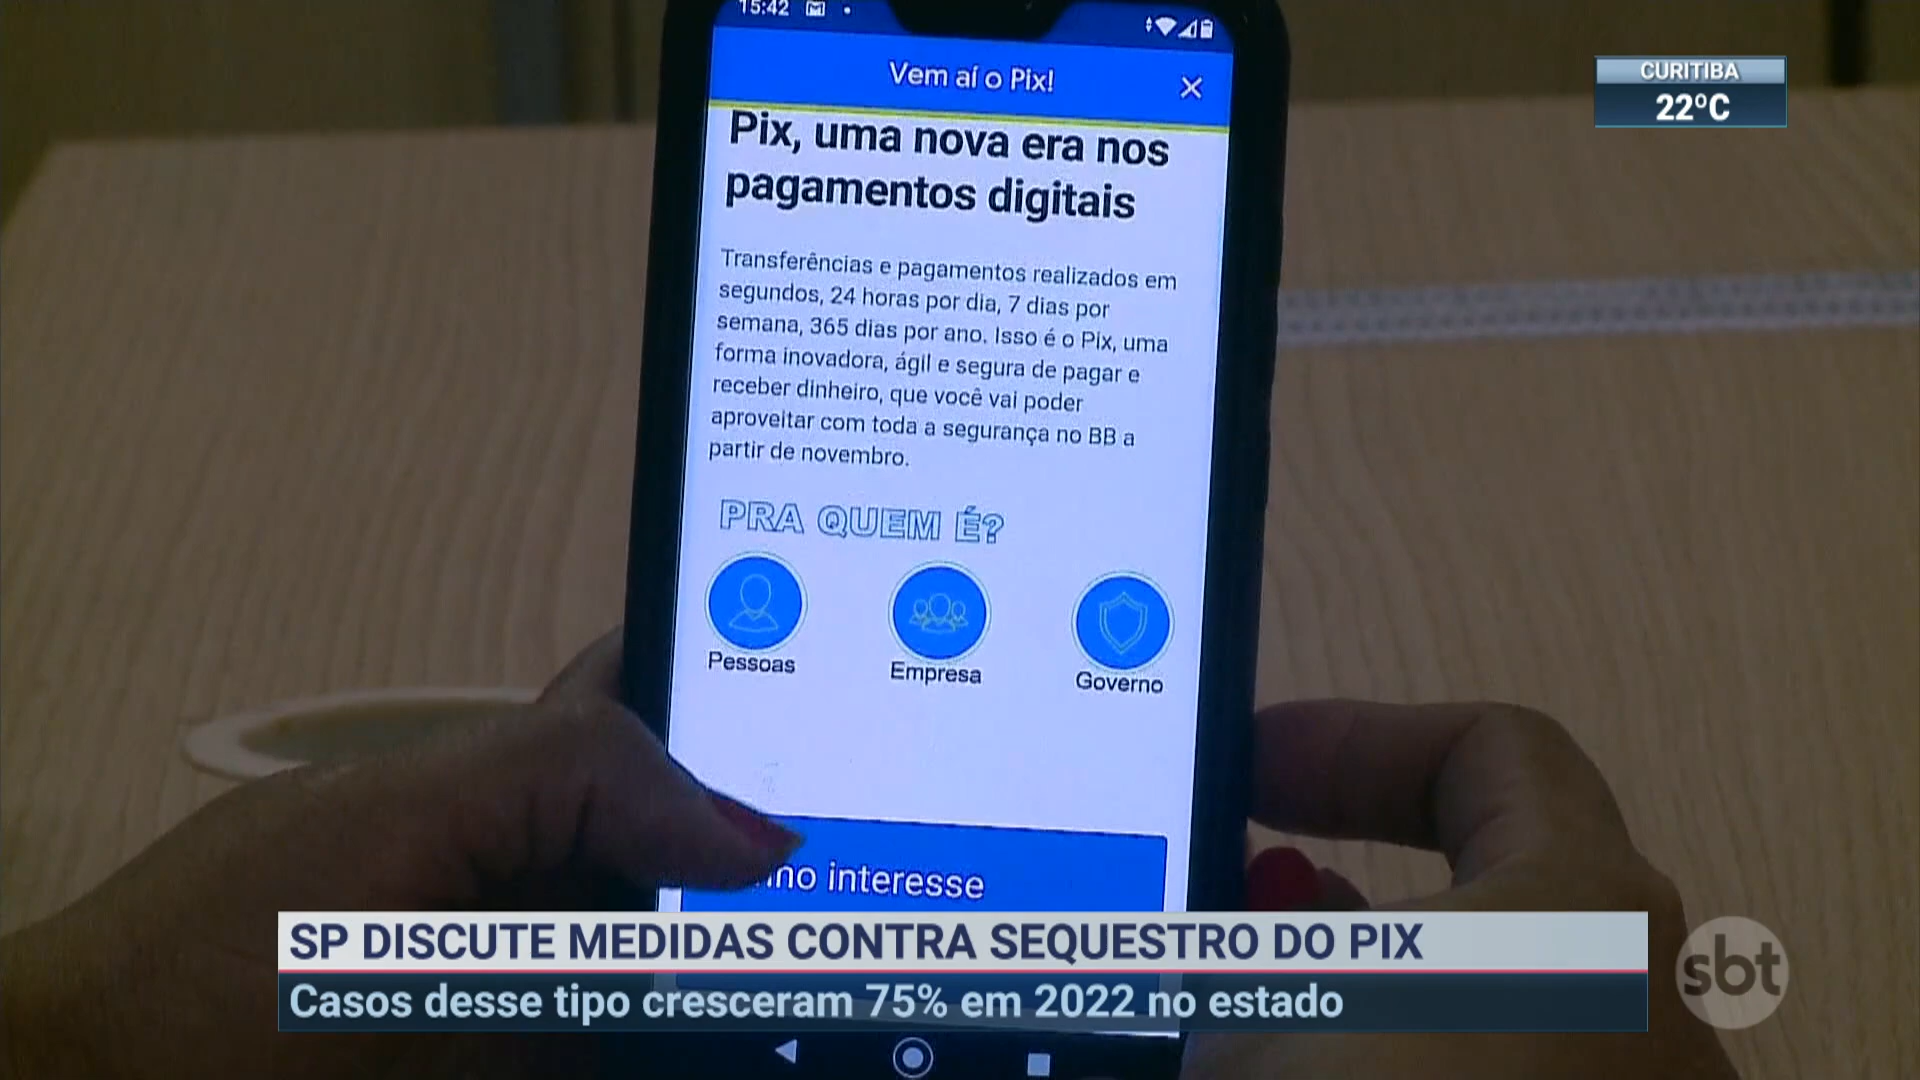 15:42
CURITIBA
22ºC
Vem aí o Pix!
Pix, uma nova era nos
pagamentos digitais
Transferências e pagamentos realizados em
segundos, 24 horas por dia, 7 dias por
semana, 365 dias por ano. Isso é o Pix, uma
forma inovadora, ágil e segura de pagar e
receber dinheiro, que você vai poder
aproveitar com toda a segurança no BB a
partir de novembro.
PRA QUEM É?
Pessoas
Empresa
Governo
interesse
SP DISCUTE MEDIDAS CONTRA SEQUESTRO DO PIX
Casos desse tipo cresceram 75% em 2022 no estado
sbt